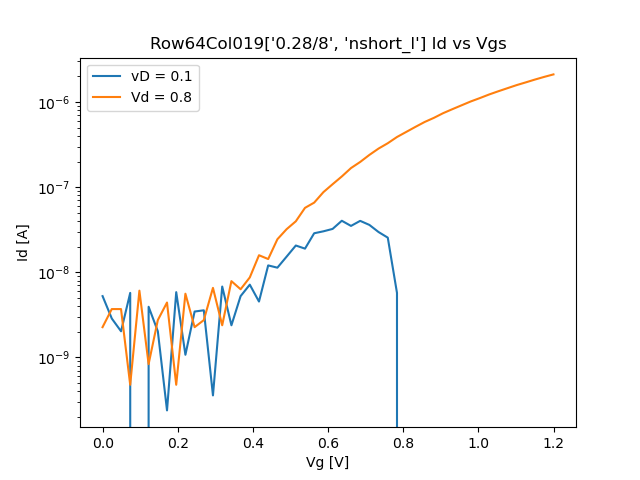 Row64Col019['0.28/8', 'nshort_l'] Id vs Vgs
vD = 0.1
Vd = 0.8
Id [A]
10⁻⁶
10⁻⁷
10⁻⁸
10⁻⁹
0.0 0.2 0.4 0.6 0.8 1.0 1.2
Vg [V]